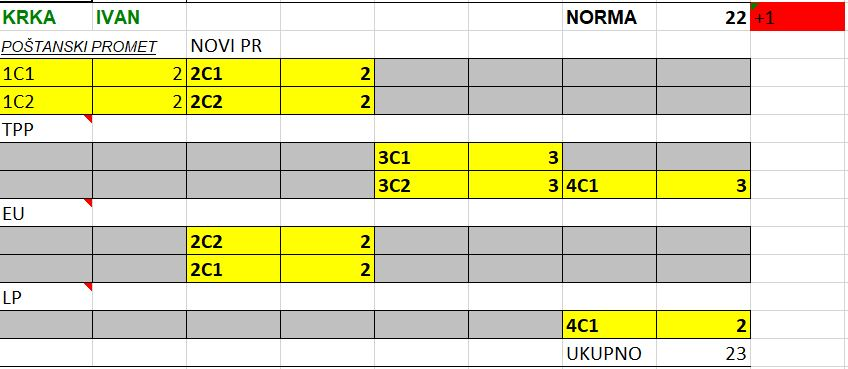 KRKA IVAN NORMA 22 +1
POŠTANSKI PROMET NOVI PR
1C1 2 2C1 2
1C2 2 2C2 2
TPP
3C1 3
3C2 3 4C1 3
EU
2C2 2
2C1 2
LP
4C1 2
UKUPNO 23